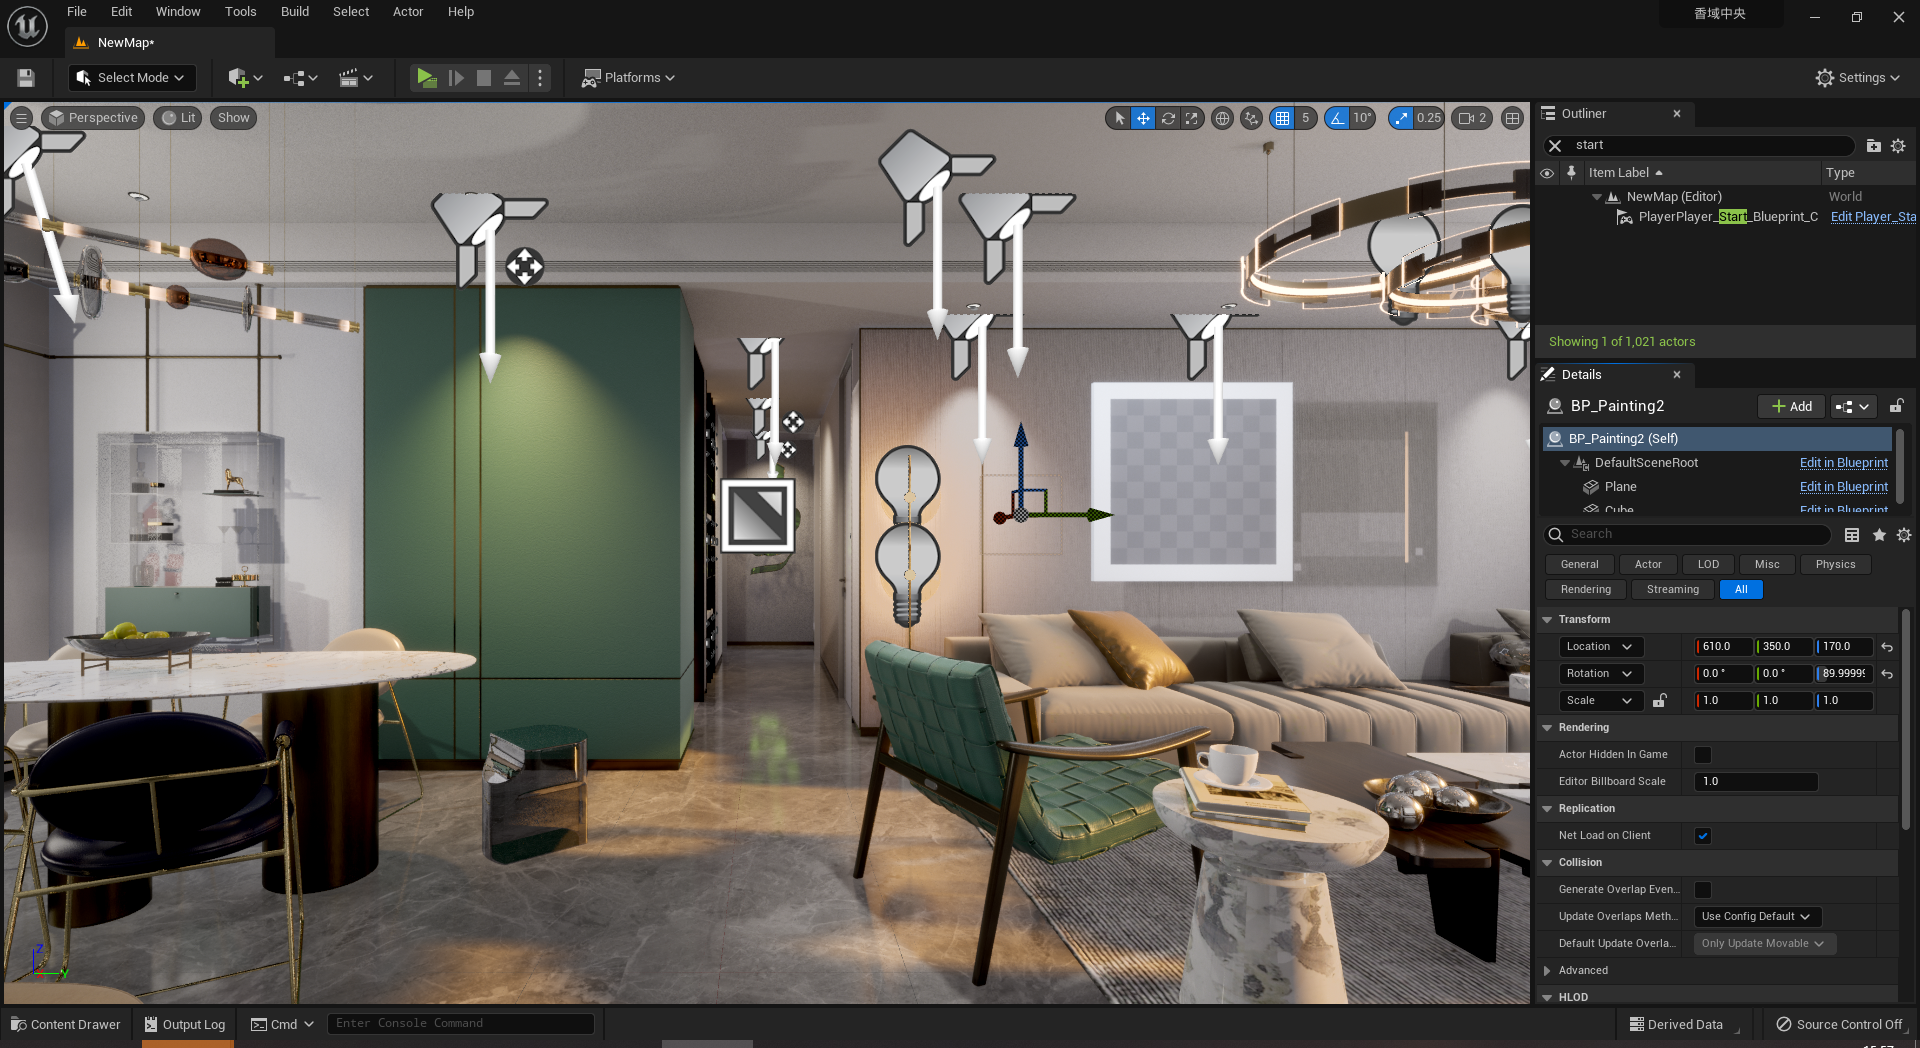 File Edit Window Tools Build Select Actor Help
香域中央
NewMap*
Select Mode
Platforms
Settings
Perspective Lit Show
5 10° 0.25 2
Outliner
start
Item Label Type
NewMap (Editor) World
PlayerPlayer_Start_Blueprint_C Edit Player_Sta
Showing 1 of 1,021 actors
Details
BP_Painting2 Add
BP_Painting2 (Self)
DefaultSceneRoot Edit in Blueprint
Plane Edit in Blueprint
Cube Edit in Blueprint
Search
General Actor LOD Misc Physics
Rendering Streaming All
Transform
Location 610.0 350.0 170.0
Rotation 0.0 ° 0.0 ° 89.99999
Scale 1.0 1.0 1.0
Rendering
Actor Hidden In Game
Editor Billboard Scale 1.0
Replication
Net Load on Client
Collision
Generate Overlap Even...
Update Overlaps Meth... Use Config Default
Default Update Overla... Only Update Movable
Advanced
HLOD
Z
Y
Content Drawer Output Log Cmd Enter Console Command Derived Data Source Control Off